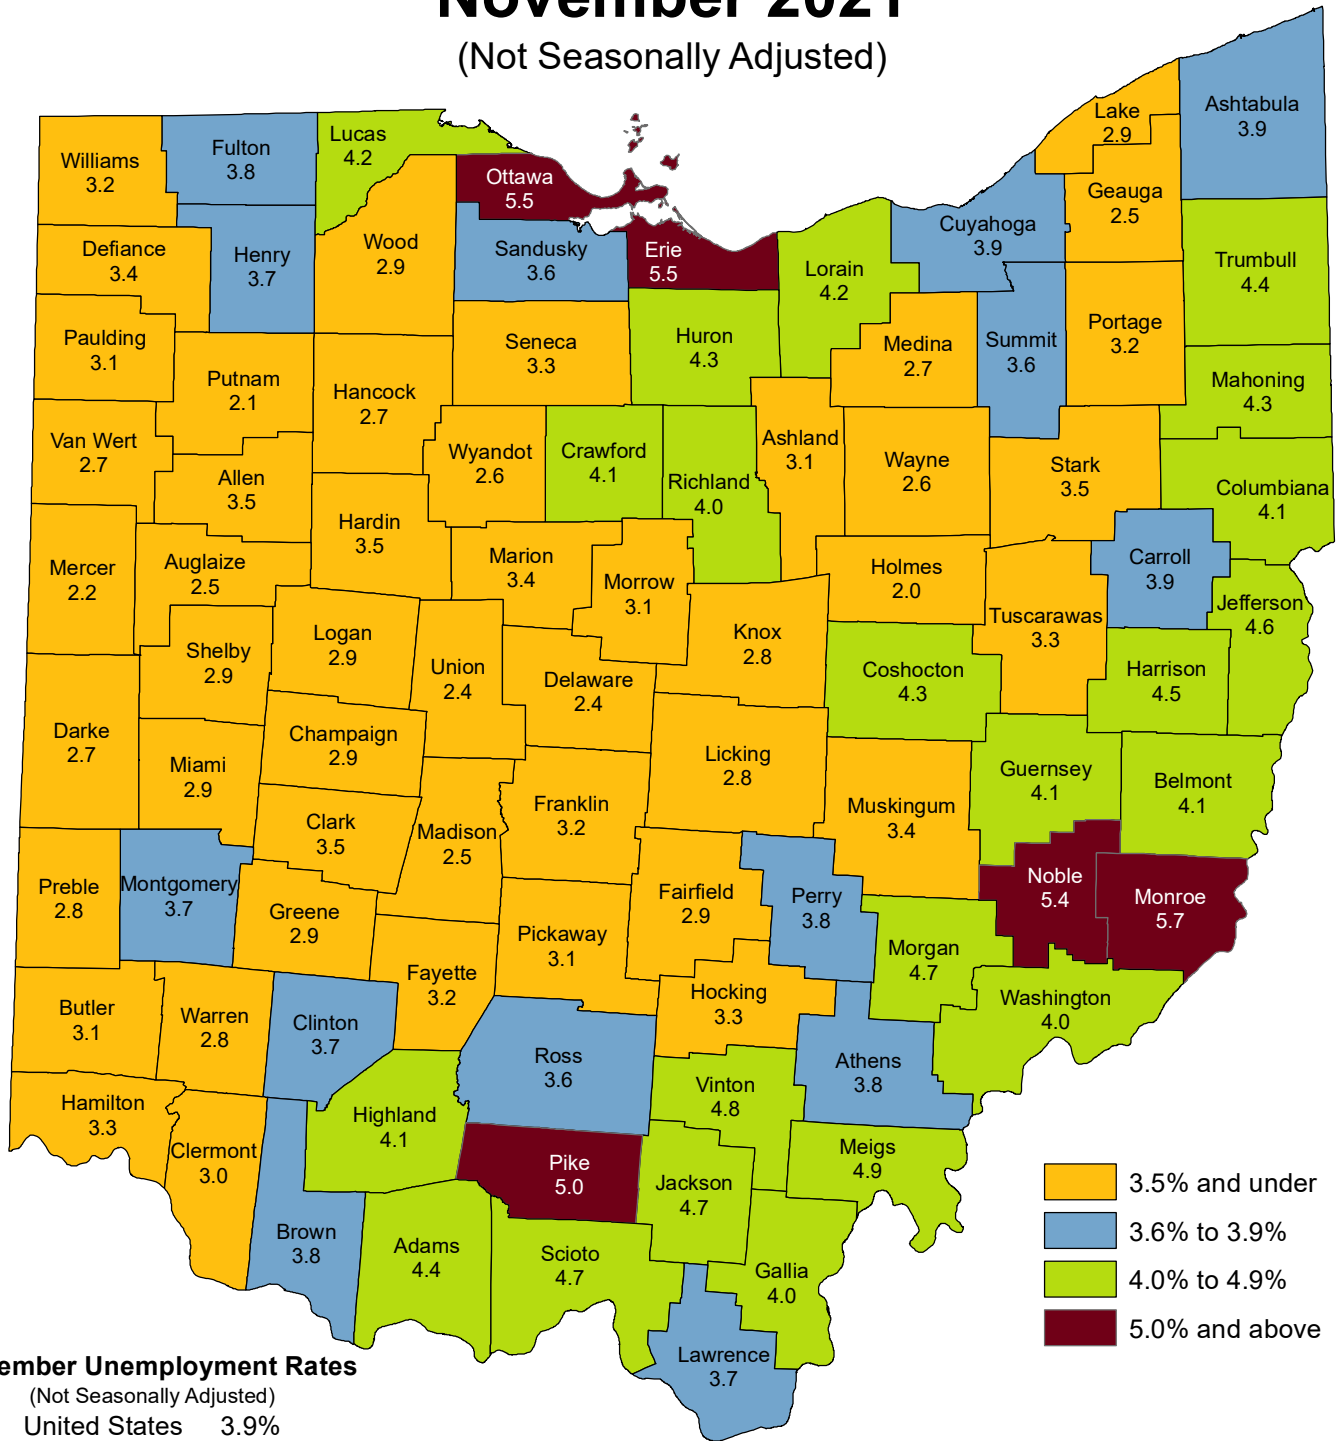 November 2021
(Not Seasonally Adjusted)
Williams
3.2
Fulton
3.8
Lucas
4.2
Ottawa
5.5
Lake
2.9
Ashtabula
3.9
Geauga
2.5
Cuyahoga
3.9
Defiance
3.4
Henry
3.7
Wood
2.9
Sandusky
3.6
Erie
5.5
Lorain
4.2
Trumbull
4.4
Paulding
3.1
Putnam
2.1
Hancock
2.7
Seneca
3.3
Huron
4.3
Medina
2.7
Summit
3.6
Portage
3.2
Mahoning
4.3
Van Wert
2.7
Allen
3.5
Wyandot
2.6
Crawford
4.1
Richland
4.0
Ashland
3.1
Wayne
2.6
Stark
3.5
Columbiana
4.1
Mercer
2.2
Auglaize
2.5
Hardin
3.5
Marion
3.4
Morrow
3.1
Holmes
2.0
Tuscarawas
3.3
Carroll
3.9
Jefferson
4.6
Shelby
2.9
Logan
2.9
Union
2.4
Delaware
2.4
Knox
2.8
Coshocton
4.3
Harrison
4.5
Darke
2.7
Miami
2.9
Champaign
2.9
Licking
2.8
Guernsey
4.1
Belmont
4.1
Clark
3.5
Madison
2.5
Franklin
3.2
Muskingum
3.4
Preble
2.8
Montgomery
3.7
Greene
2.9
Fairfield
2.9
Perry
3.8
Noble
5.4
Monroe
5.7
Pickaway
3.1
Morgan
4.7
Fayette
3.2
Hocking
3.3
Washington
4.0
Butler
3.1
Warren
2.8
Clinton
3.7
Ross
3.6
Athens
3.8
Vinton
4.8
Hamilton
3.3
Clermont
3.0
Highland
4.1
Pike
5.0
Jackson
4.7
Meigs
4.9
Brown
3.8
Adams
4.4
Scioto
4.7
Gallia
4.0
Lawrence
3.7
3.5% and under
3.6% to 3.9%
4.0% to 4.9%
5.0% and above
ember Unemployment Rates
(Not Seasonally Adjusted)
United States 3.9%